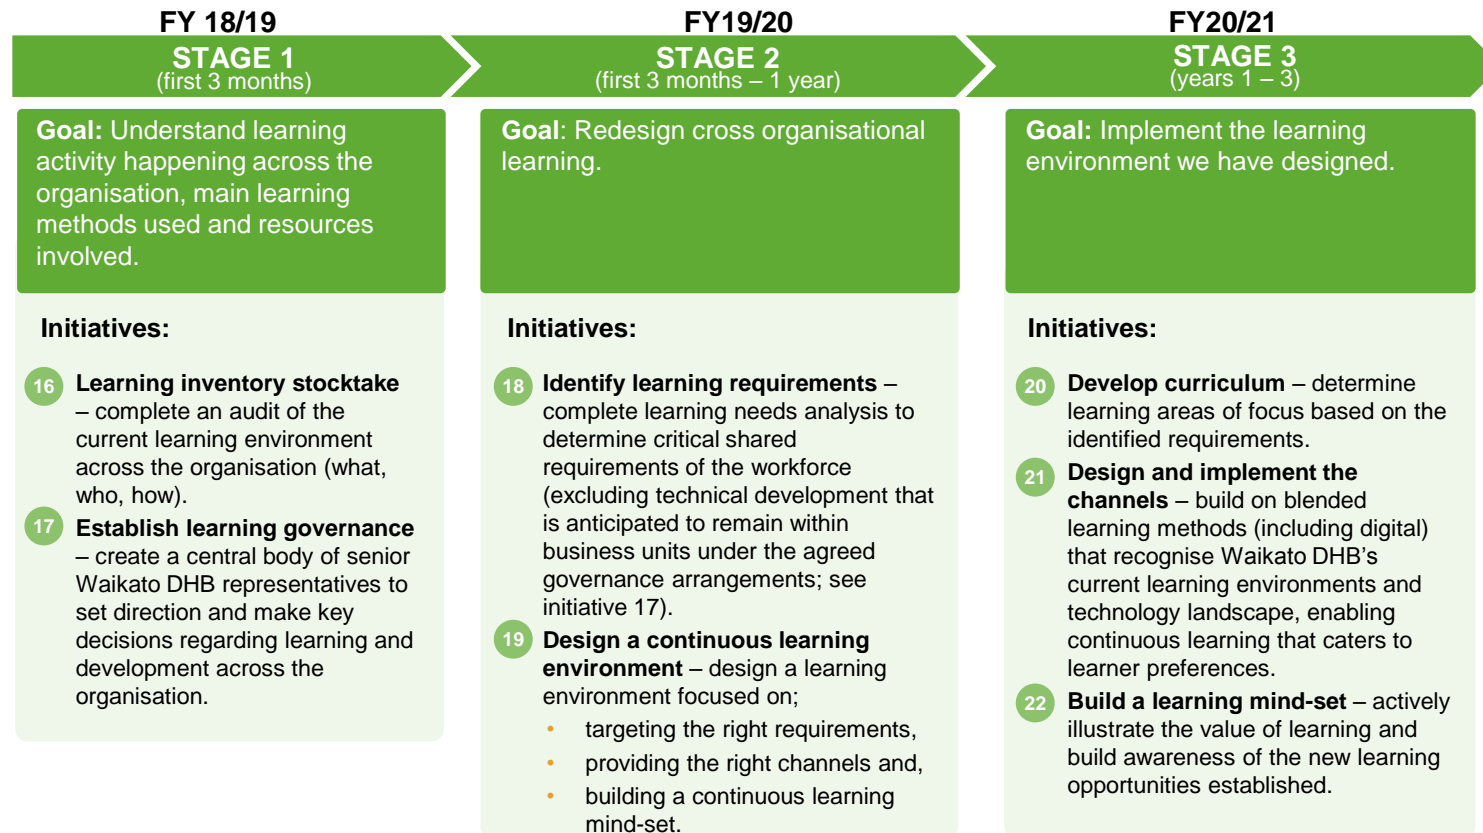 FY 18/19
STAGE 1
(first 3 months)
Goal: Understand learning
activity happening across the
organisation, main learning
methods used and resources
involved.
Initiatives:
16 Learning inventory stocktake
– complete an audit of the
current learning environment
across the organisation (what,
who, how).
17 Establish learning governance
– create a central body of senior
Waikato DHB representatives to
set direction and make key
decisions regarding learning and
development across the
organisation.
FY19/20
STAGE 2
(first 3 months – 1 year)
Goal: Redesign cross organisational
learning.
Initiatives:
18 Identify learning requirements –
complete learning needs analysis to
determine critical shared
requirements of the workforce
(excluding technical development that
is anticipated to remain within
business units under the agreed
governance arrangements; see
initiative 17).
19 Design a continuous learning
environment – design a learning
environment focused on;
• targeting the right requirements,
• providing the right channels and,
• building a continuous learning
mind-set.
FY20/21
STAGE 3
(years 1 – 3)
Goal: Implement the learning
environment we have designed.
Initiatives:
20 Develop curriculum – determine
learning areas of focus based on the
identified requirements.
21 Design and implement the
channels – build on blended
learning methods (including digital)
that recognise Waikato DHB’s
current learning environments and
technology landscape, enabling
continuous learning that caters to
learner preferences.
22 Build a learning mind-set – actively
illustrate the value of learning and
build awareness of the new learning
opportunities established.